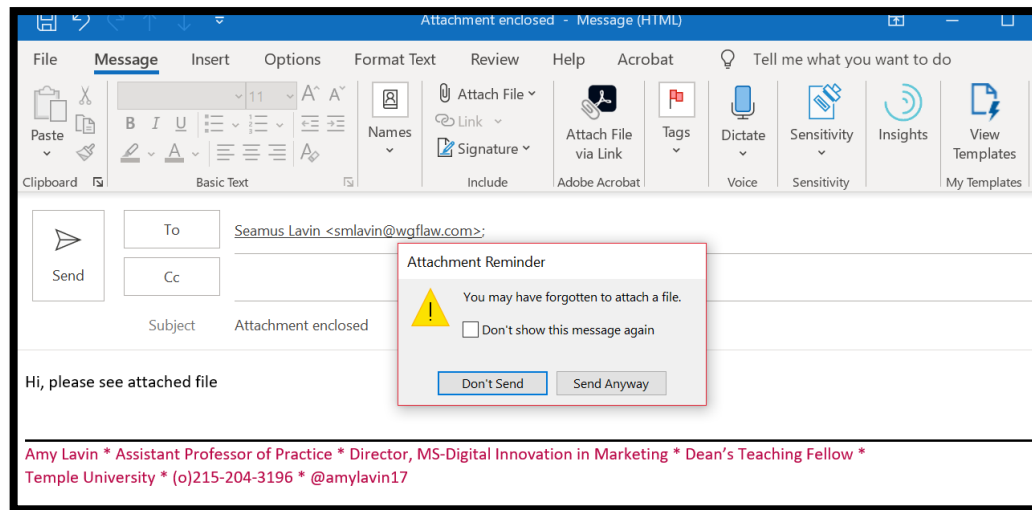 Attachment enclosed - Message (HTML)
File Message Insert Options Format Text Review Help Acrobat Tell me what you want to do
Paste
Clipboard
11
B I U
Basic Text
Names
Attach File
Link
Signature
Include
Attach File
via Link
Adobe Acrobat
Tags
Dictate
Voice
Sensitivity
Sensitivity
Insights
View
Templates
My Templates
Send
To
Seamus Lavin <smlavin@wgflaw.com>;
Cc
Subject
Attachment enclosed
Attachment Reminder
You may have forgotten to attach a file.
Don't show this message again
Don't Send
Send Anyway
Hi, please see attached file
Amy Lavin * Assistant Professor of Practice * Director, MS-Digital Innovation in Marketing * Dean’s Teaching Fellow *
Temple University * (o)215-204-3196 * @amylavin17